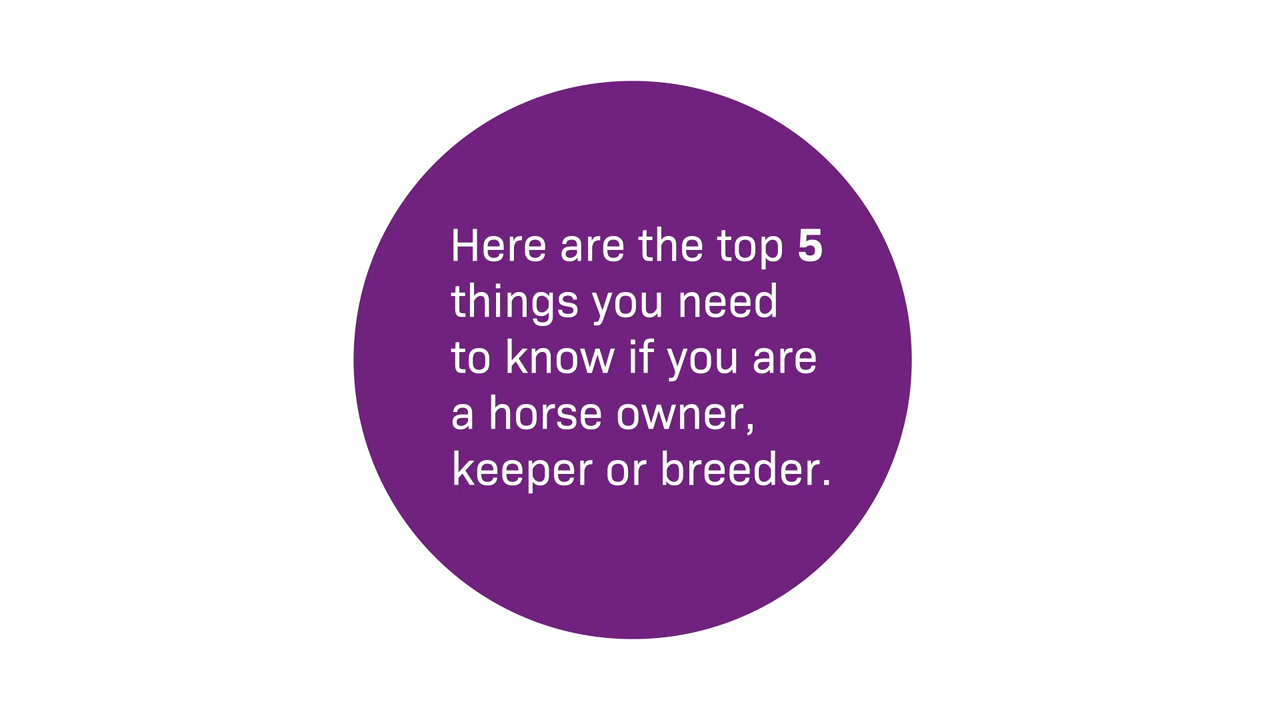 Here are the top 5
things you need
to know if you are
a horse owner,
keeper or breeder.